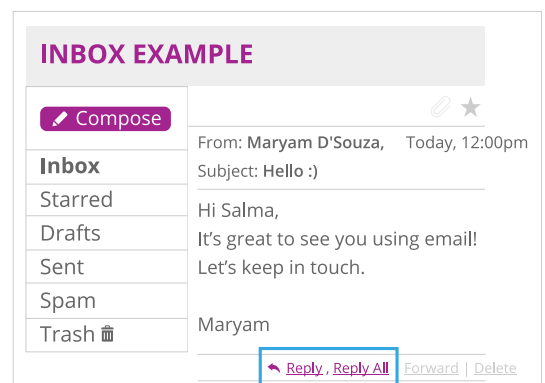 INBOX EXAMPLE
Compose
Inbox
Starred
Drafts
Sent
Spam
Trash
From: Maryam D'Souza, Today, 12:00pm
Subject: Hello :)
Hi Salma,
It's great to see you using email!
Let's keep in touch.
Maryam
Reply , Reply All Forward | Delete